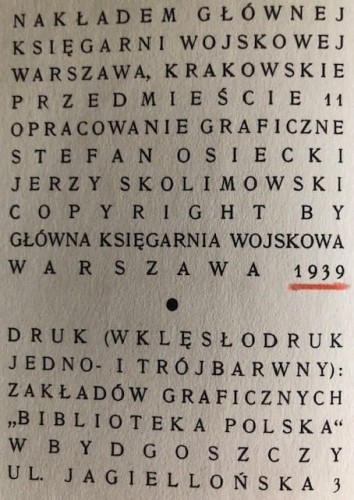 NAKŁADEM GŁÓWNEJ
KSIĘGARNI WOJSKOWEJ
WARSZAWA, KRAKOWSKIE
PRZEDMIEŚCIE 11
OPRACOWANIE GRAFICZNE
STEFAN OSIECKI
JERZY SKOLIMOWSKI
COPYRIGHT BY
GŁÓWNA KSIĘGARNIA WOJSKOWA
WARSZAWA 1939
●
DRUK (WKLĘSŁODRUK
JEDNO- I TRÓJBARWNY):
ZAKŁADÓW GRAFICZNYCH
„BIBLIOTEKA POLSKA“
W BYDGOSZCZY
UL. JAGIELLOŃSKA 3